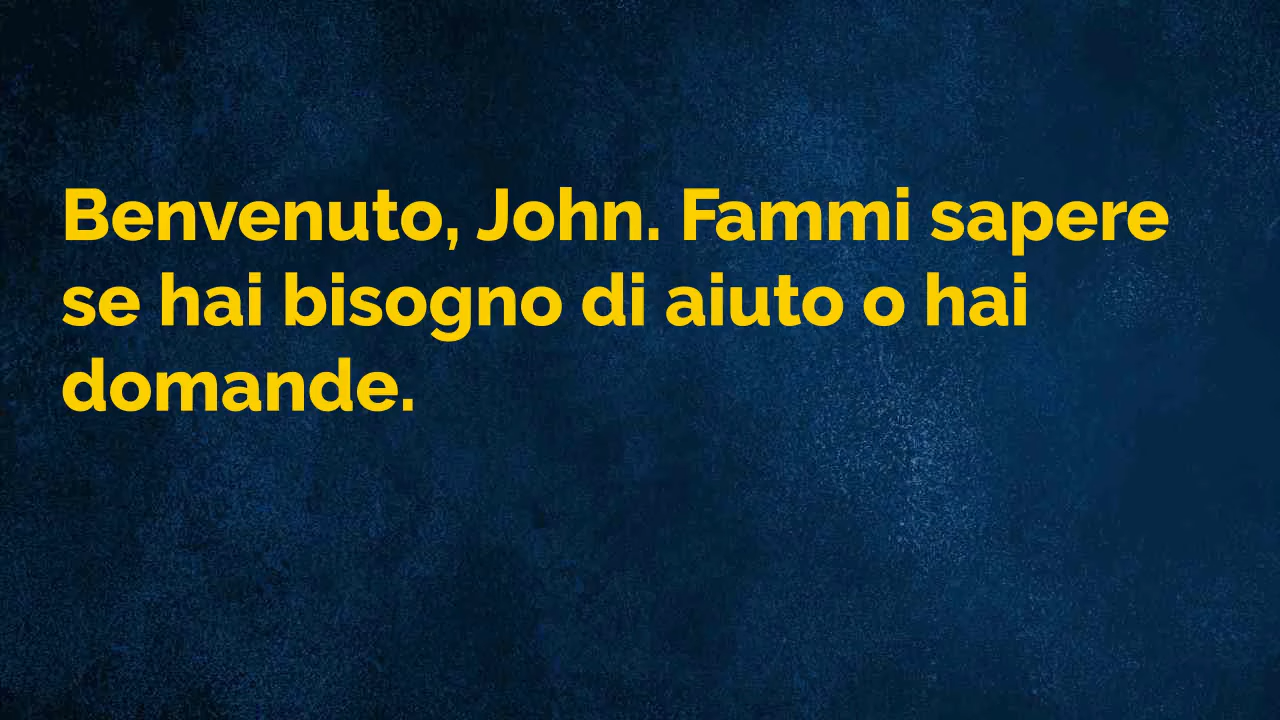 Benvenuto, John. Fammi sapere
se hai bisogno di aiuto o hai
domande.